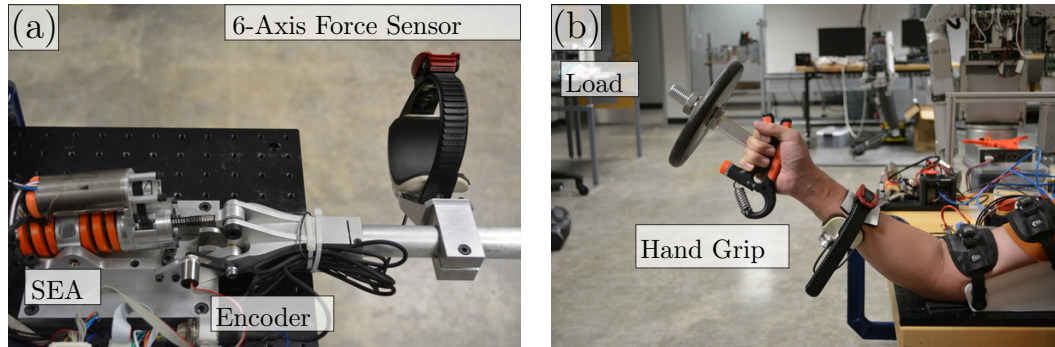 (a)
6-Axis Force Sensor
SEA
Encoder
(b)
Load
Hand Grip